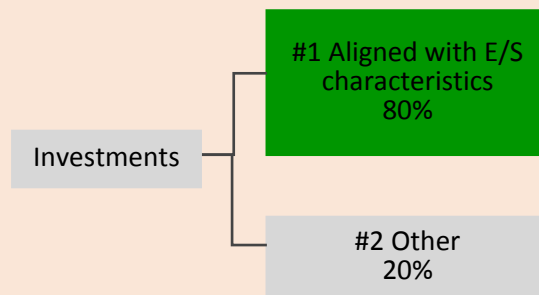 #1 Aligned with E/S
characteristics
80%
Investments
#2 Other
20%